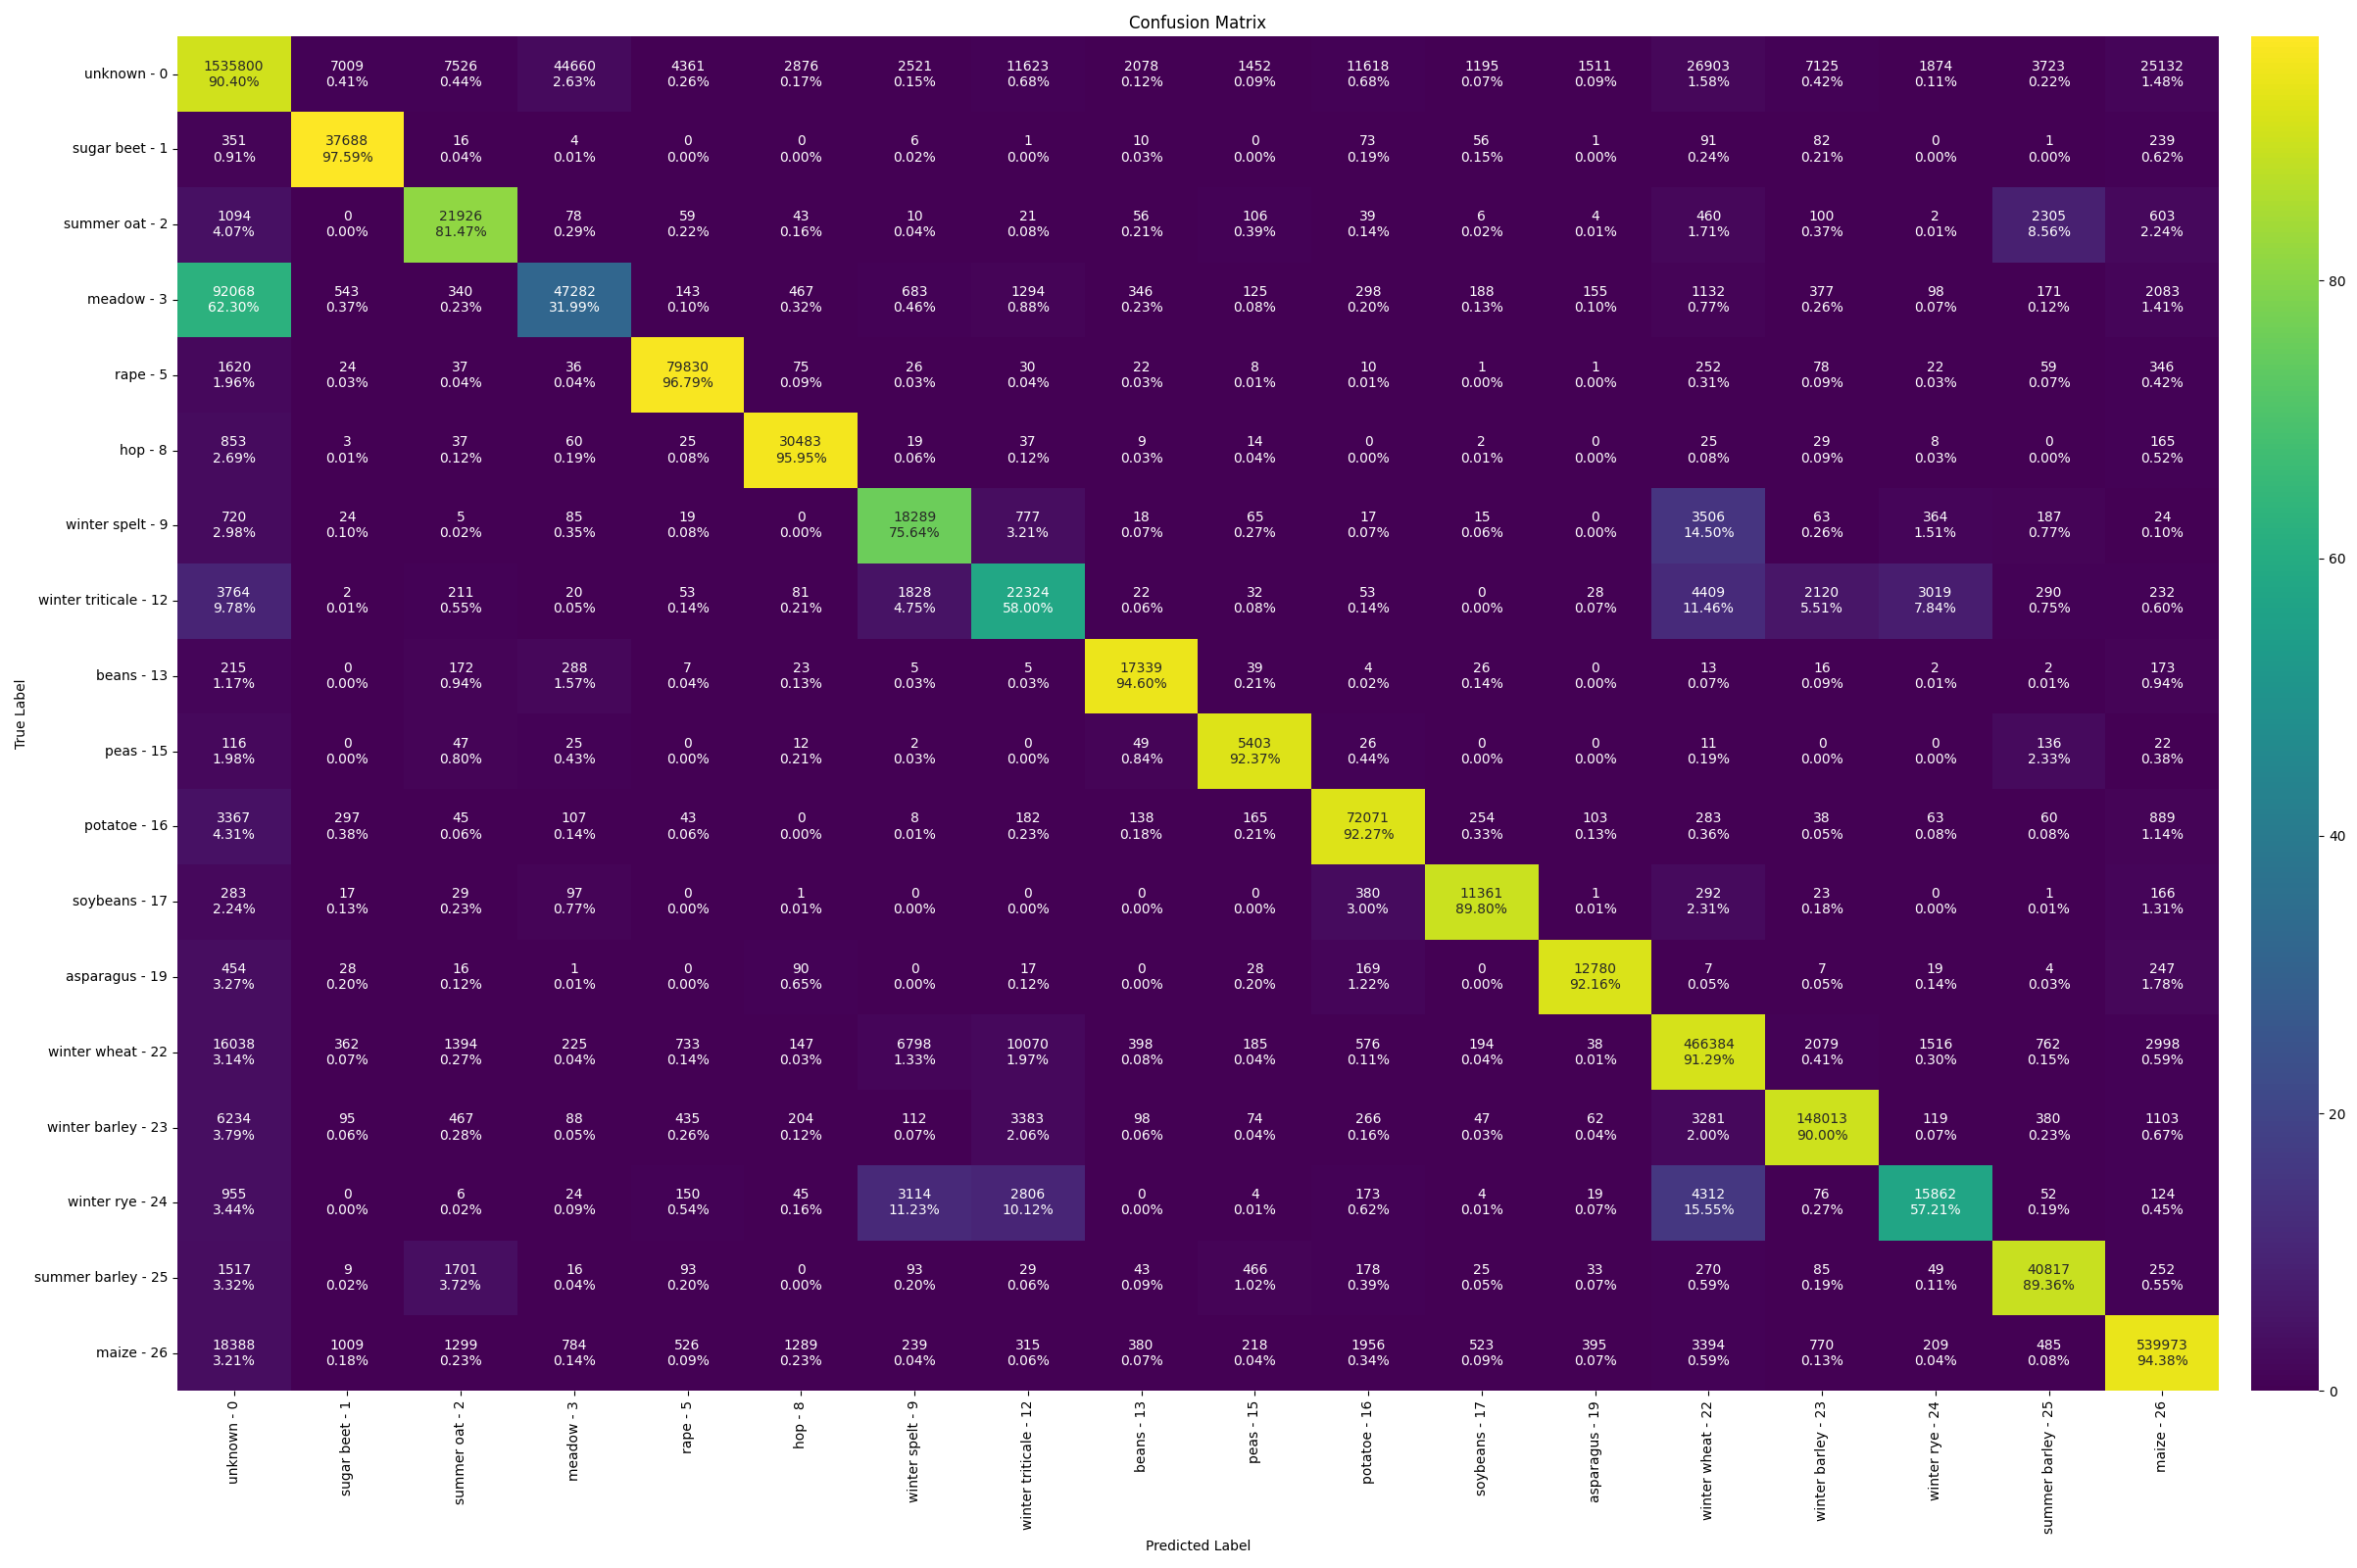 Confusion Matrix
unknown - 0
1535800 7009 7526 44660 4361 2876 2521 11623 2078 1452 11618 1195 1511 26903 7125 1874 3723 25132
90.40% 0.41% 0.44% 2.63% 0.26% 0.17% 0.15% 0.68% 0.12% 0.09% 0.68% 0.07% 0.09% 1.58% 0.42% 0.11% 0.22% 1.48%
sugar beet - 1
351 37688 16 4 0 0 6 1 10 0 73 56 1 91 82 0 1 239
0.91% 97.59% 0.04% 0.01% 0.00% 0.00% 0.02% 0.00% 0.03% 0.00% 0.19% 0.15% 0.00% 0.24% 0.21% 0.00% 0.00% 0.62%
summer oat - 2
1094 0 21926 78 59 43 10 21 56 106 39 6 4 460 100 2 2305 603
4.07% 0.00% 81.47% 0.29% 0.22% 0.16% 0.04% 0.08% 0.21% 0.39% 0.14% 0.02% 0.01% 1.71% 0.37% 0.01% 8.56% 2.24%
meadow - 3
92068 543 340 47282 143 467 683 1294 346 125 298 188 155 1132 377 98 171 2083
62.30% 0.37% 0.23% 31.99% 0.10% 0.32% 0.46% 0.88% 0.23% 0.08% 0.20% 0.13% 0.10% 0.77% 0.26% 0.07% 0.12% 1.41%
rape - 5
1620 24 37 36 79830 75 26 30 22 8 10 1 1 252 78 22 59 346
1.96% 0.03% 0.04% 0.04% 96.79% 0.09% 0.03% 0.04% 0.03% 0.01% 0.01% 0.00% 0.00% 0.31% 0.09% 0.03% 0.07% 0.42%
hop - 8
853 3 37 60 25 30483 19 37 9 14 0 2 0 25 29 8 0 165
2.69% 0.01% 0.12% 0.19% 0.08% 95.95% 0.06% 0.12% 0.03% 0.04% 0.00% 0.01% 0.00% 0.08% 0.09% 0.03% 0.00% 0.52%
winter spelt - 9
720 24 5 85 19 0 18289 777 18 65 17 15 0 3506 63 364 187 24
2.98% 0.10% 0.02% 0.35% 0.08% 0.00% 75.64% 3.21% 0.07% 0.27% 0.07% 0.06% 0.00% 14.50% 0.26% 1.51% 0.77% 0.10%
winter triticale - 12
3764 2 211 20 53 81 1828 22324 22 32 53 0 28 4409 2120 3019 290 232
9.78% 0.01% 0.55% 0.05% 0.14% 0.21% 4.75% 58.00% 0.06% 0.08% 0.14% 0.00% 0.07% 11.46% 5.51% 7.84% 0.75% 0.60%
beans - 13
215 0 172 288 7 23 5 5 17339 39 4 26 0 13 16 2 2 173
1.17% 0.00% 0.94% 1.57% 0.04% 0.13% 0.03% 0.03% 94.60% 0.21% 0.02% 0.14% 0.00% 0.07% 0.09% 0.01% 0.01% 0.94%
peas - 15
116 0 47 25 0 12 2 0 49 5403 26 0 0 11 0 0 136 22
1.98% 0.00% 0.80% 0.43% 0.00% 0.21% 0.03% 0.00% 0.84% 92.37% 0.44% 0.00% 0.00% 0.19% 0.00% 0.00% 2.33% 0.38%
potatoe - 16
3367 297 45 107 43 0 8 182 138 165 72071 254 103 283 38 63 60 889
4.31% 0.38% 0.06% 0.14% 0.06% 0.00% 0.01% 0.23% 0.18% 0.21% 92.27% 0.33% 0.13% 0.36% 0.05% 0.08% 0.08% 1.14%
soybeans - 17
283 17 29 97 0 1 0 0 0 0 380 11361 1 292 23 0 1 166
2.24% 0.13% 0.23% 0.77% 0.00% 0.01% 0.00% 0.00% 0.00% 0.00% 3.00% 89.80% 0.01% 2.31% 0.18% 0.00% 0.01% 1.31%
asparagus - 19
454 28 16 1 0 90 0 17 0 28 169 0 12780 7 7 19 4 247
3.27% 0.20% 0.12% 0.01% 0.00% 0.65% 0.00% 0.12% 0.00% 0.20% 1.22% 0.00% 92.16% 0.05% 0.05% 0.14% 0.03% 1.78%
winter wheat - 22
16038 362 1394 225 733 147 6798 10070 398 185 576 194 38 466384 2079 1516 762 2998
3.14% 0.07% 0.27% 0.04% 0.14% 0.03% 1.33% 1.97% 0.08% 0.04% 0.11% 0.04% 0.01% 91.29% 0.41% 0.30% 0.15% 0.59%
winter barley - 23
6234 95 467 88 435 204 112 3383 98 74 266 47 62 3281 148013 119 380 1103
3.79% 0.06% 0.28% 0.05% 0.26% 0.12% 0.07% 2.06% 0.06% 0.04% 0.16% 0.03% 0.04% 2.00% 90.00% 0.07% 0.23% 0.67%
winter rye - 24
955 0 6 24 150 45 3114 2806 0 4 173 4 19 4312 76 15862 52 124
3.44% 0.00% 0.02% 0.09% 0.54% 0.16% 11.23% 10.12% 0.00% 0.01% 0.62% 0.01% 0.07% 15.55% 0.27% 57.21% 0.19% 0.45%
summer barley - 25
1517 9 1701 16 93 0 93 29 43 466 178 25 33 270 85 49 40817 252
3.32% 0.02% 3.72% 0.04% 0.20% 0.00% 0.20% 0.06% 0.09% 1.02% 0.39% 0.05% 0.07% 0.59% 0.19% 0.11% 89.36% 0.55%
maize - 26
18388 1009 1299 784 526 1289 239 315 380 218 1956 523 395 3394 770 209 485 539973
3.21% 0.18% 0.23% 0.14% 0.09% 0.23% 0.04% 0.06% 0.07% 0.04% 0.34% 0.09% 0.07% 0.59% 0.13% 0.04% 0.08% 94.38%
True Label
unknown - 0
sugar beet - 1
summer oat - 2
meadow - 3
rape - 5
hop - 8
winter spelt - 9
winter triticale - 12
beans - 13
peas - 15
potatoe - 16
soybeans - 17
asparagus - 19
winter wheat - 22
winter barley - 23
winter rye - 24
summer barley - 25
maize - 26
Predicted Label
80
60
40
20
0